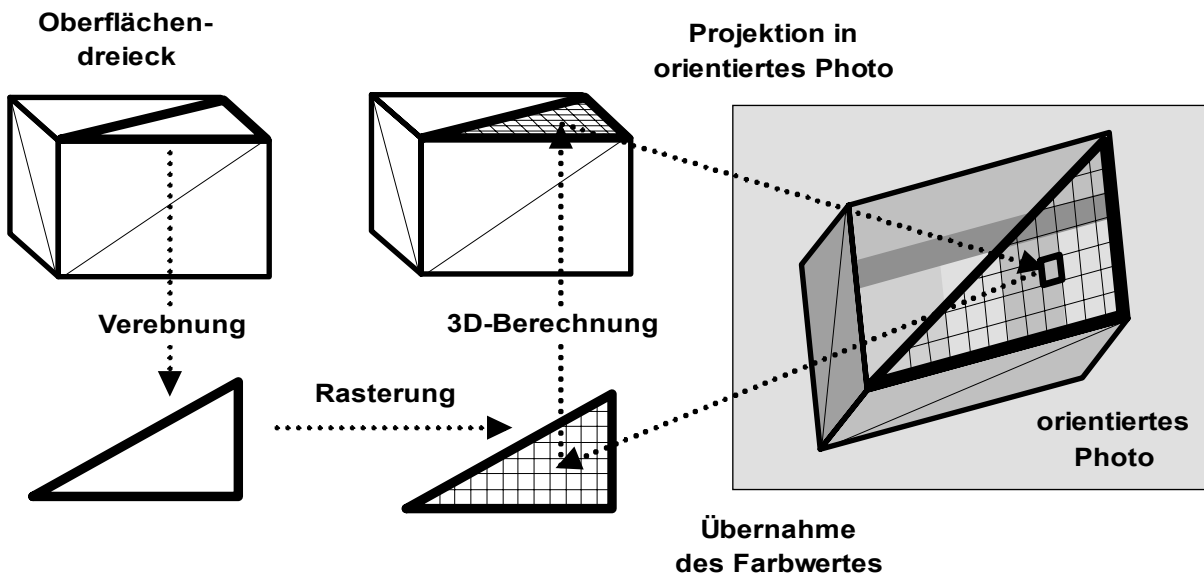 Oberflächen-
dreieck
Projektion in
orientiertes Photo
Verebnung
3D-Berechnung
Rasterung
orientiertes
Photo
Übernahme
des Farbwertes